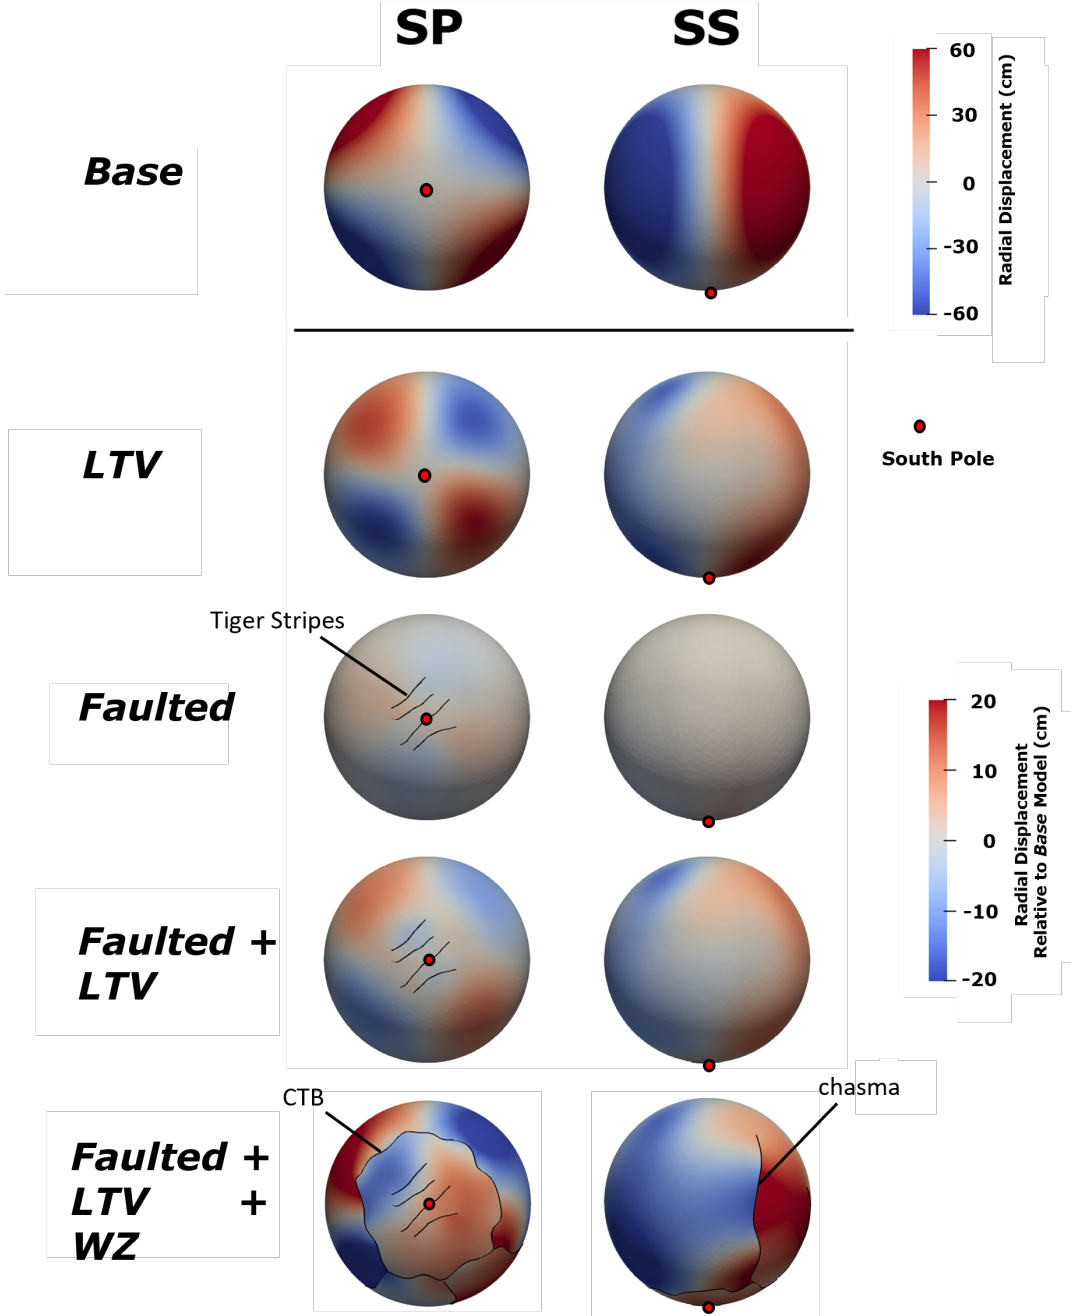 SP
SS
Base
60
30
0
-30
-60
Radial Displacement (cm)
LTV
South Pole
Tiger Stripes
Faulted
20
10
0
-10
-20
Radial Displacement
Relative to Base Model (cm)
Faulted +
LTV
CTB
chasma
Faulted +
LTV +
WZ